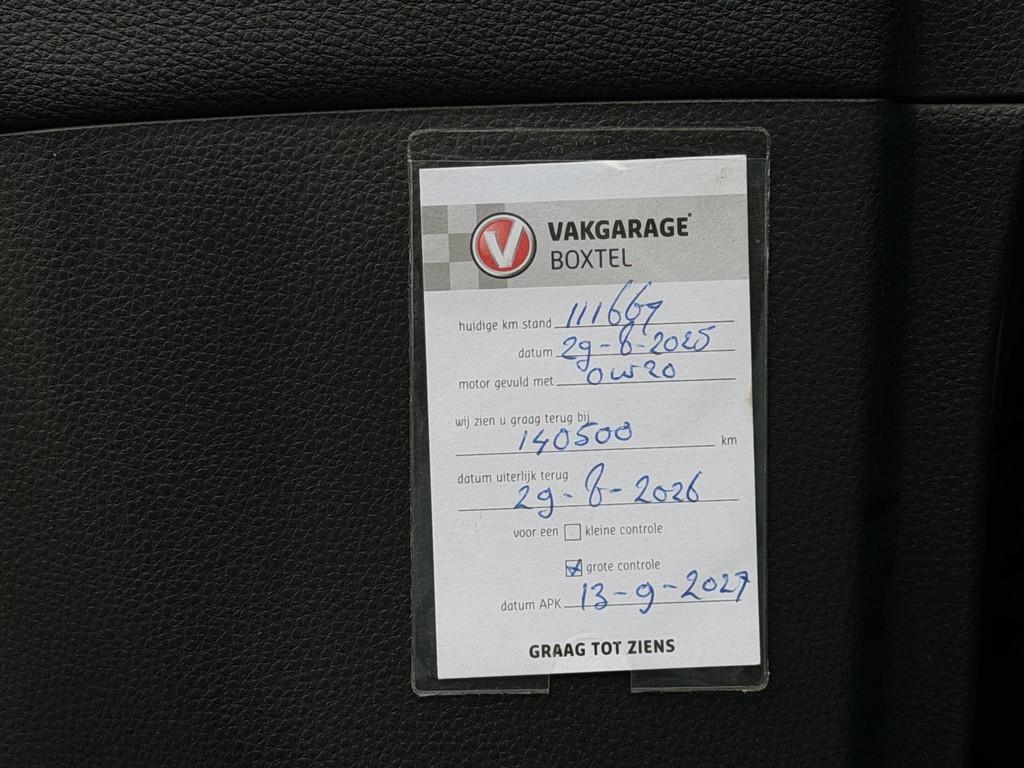 V VAKGARAGE
BOXTEL
huidige km stand 111667
datum 29-8-2025
motor gevuld met 0w20
wij zien u graag terug bij
140500 km
datum uiterlijk terug
29-8-2026
voor een kleine controle
grote controle
datum APK 13-9-2027
GRAAG TOT ZIENS